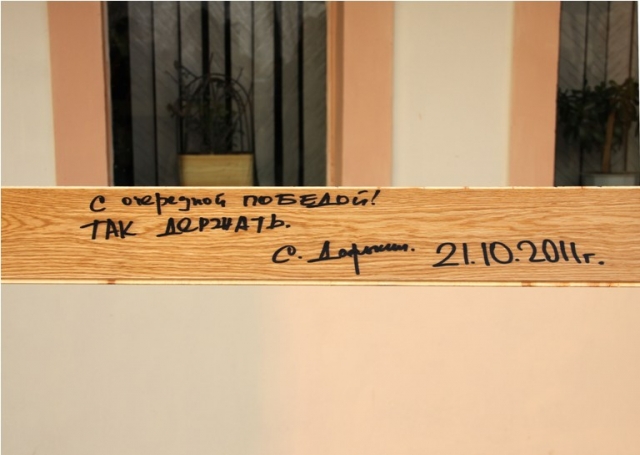 С очередной ПОБЕДОЙ!
ТАК ДЕРЖАТЬ.
С. 21.10.2011г.